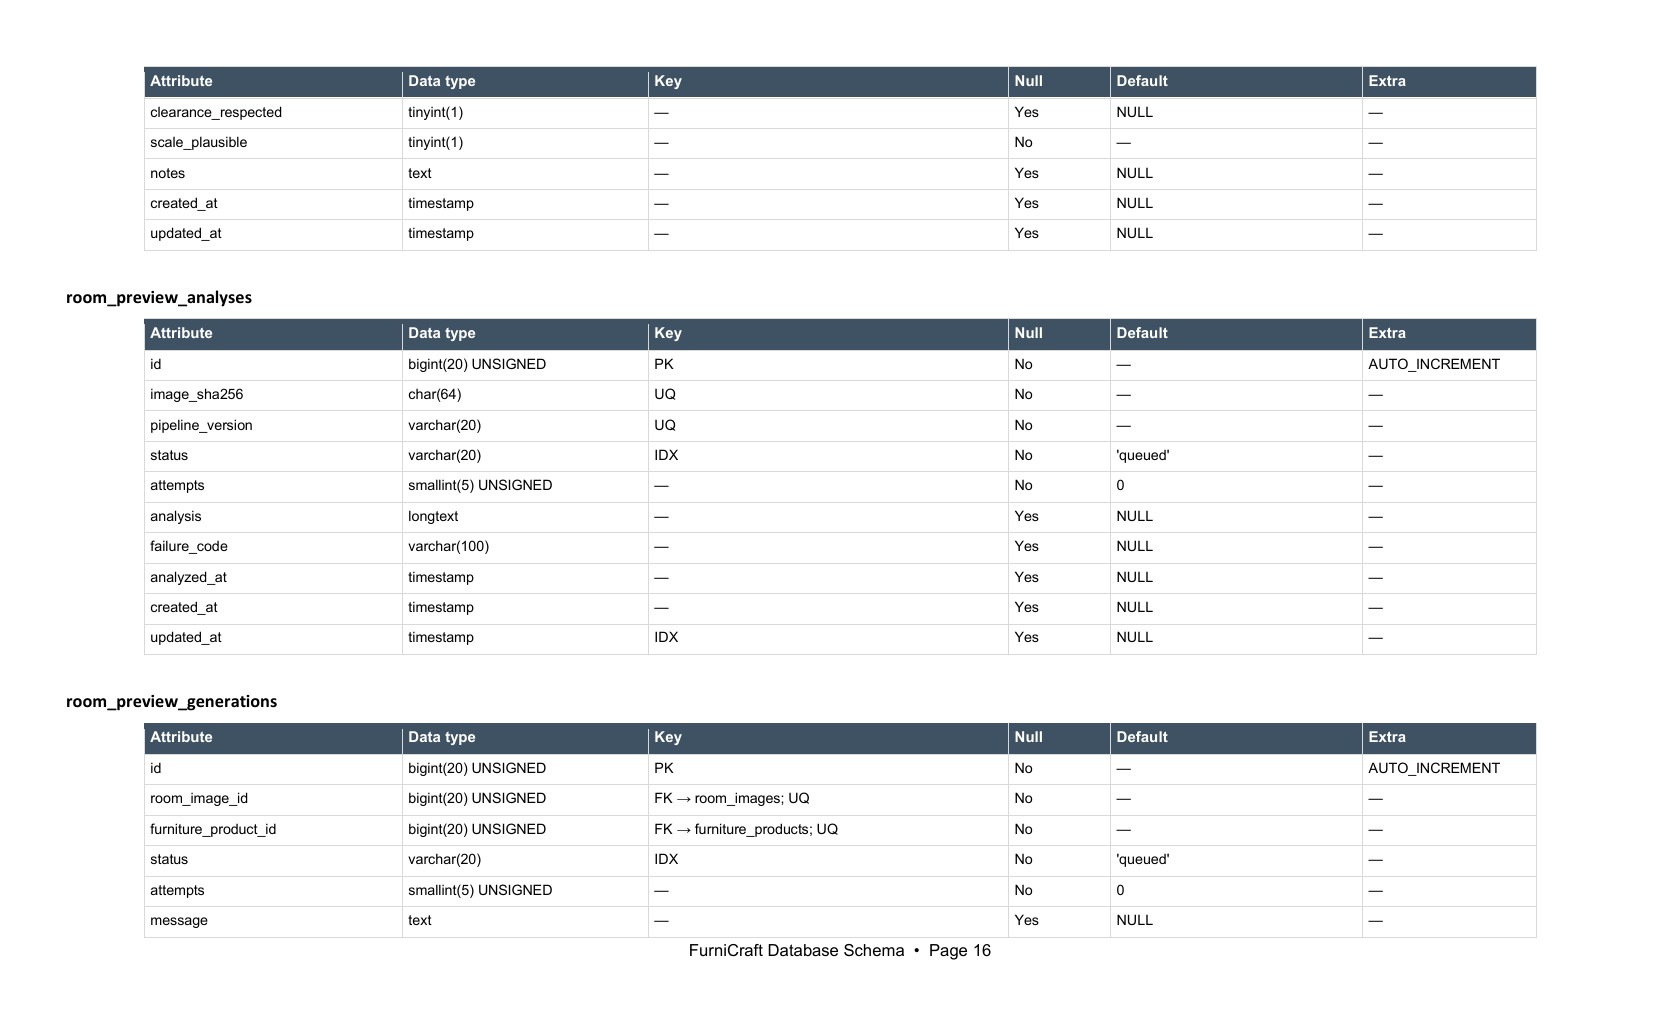 Attribute Data type Key Null Default Extra
clearance_respected tinyint(1) — Yes NULL —
scale_plausible tinyint(1) — No — —
notes text — Yes NULL —
created_at timestamp — Yes NULL —
updated_at timestamp — Yes NULL —
room_preview_analyses
Attribute Data type Key Null Default Extra
id bigint(20) UNSIGNED PK No — AUTO_INCREMENT
image_sha256 char(64) UQ No — —
pipeline_version varchar(20) UQ No — —
status varchar(20) IDX No 'queued' —
attempts smallint(5) UNSIGNED — No 0 —
analysis longtext — Yes NULL —
failure_code varchar(100) — Yes NULL —
analyzed_at timestamp — Yes NULL —
created_at timestamp — Yes NULL —
updated_at timestamp IDX Yes NULL —
room_preview_generations
Attribute Data type Key Null Default Extra
id bigint(20) UNSIGNED PK No — AUTO_INCREMENT
room_image_id bigint(20) UNSIGNED FK → room_images; UQ No — —
furniture_product_id bigint(20) UNSIGNED FK → furniture_products; UQ No — —
status varchar(20) IDX No 'queued' —
attempts smallint(5) UNSIGNED — No 0 —
message text — Yes NULL —
FurniCraft Database Schema • Page 16